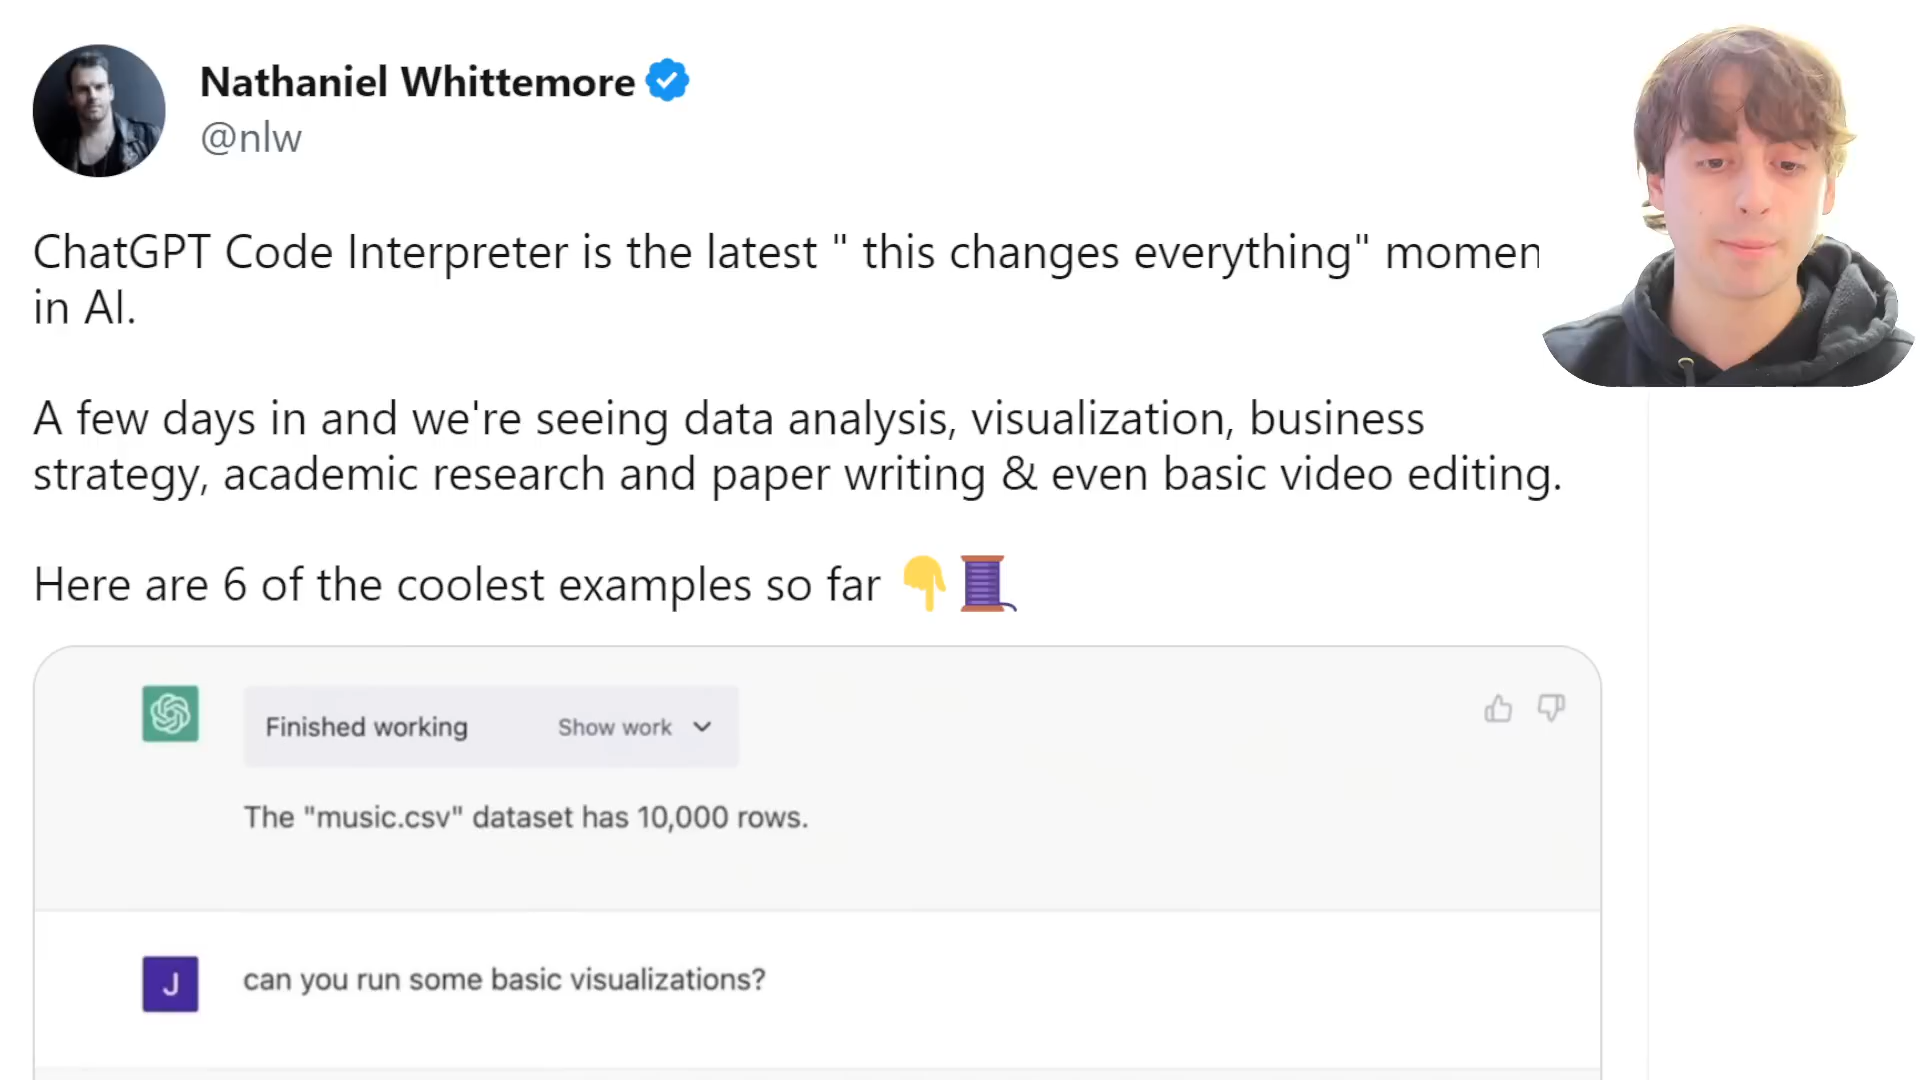 Nathaniel Whittemore
@nlw
ChatGPT Code Interpreter is the latest " this changes everything" momen
in AI.
A few days in and we're seeing data analysis, visualization, business
strategy, academic research and paper writing & even basic video editing.
Here are 6 of the coolest examples so far 👇🧵
Finished working Show work
The "music.csv" dataset has 10,000 rows.
J can you run some basic visualizations?